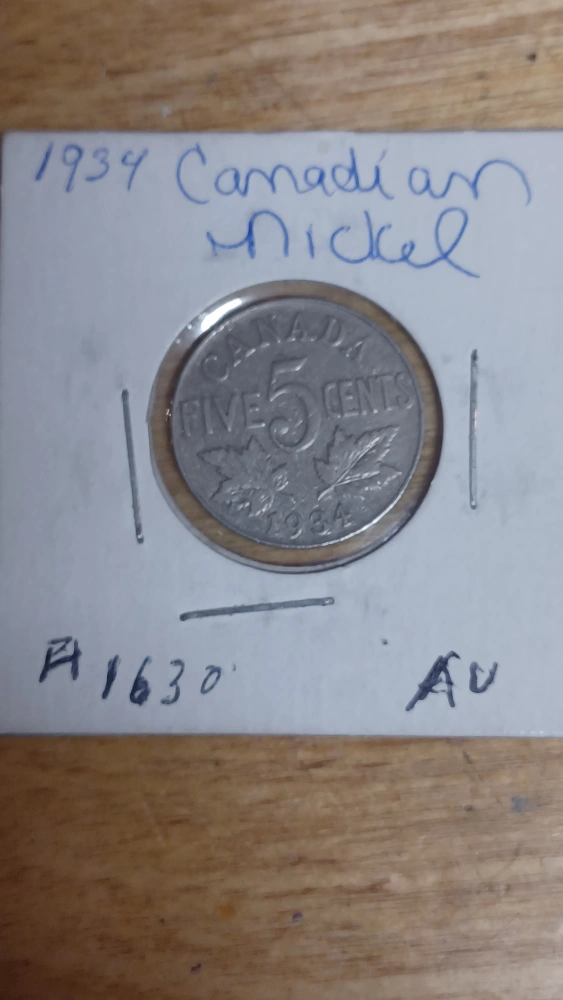 1934 Canadian
Nickel
CANADA
FIVE 5 CENTS
1934
A 1630
AU